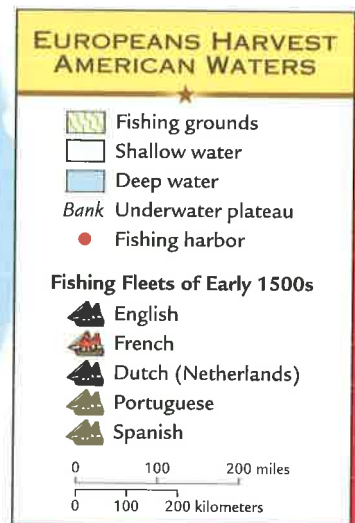 EUROPEANS HARVEST
AMERICAN WATERS
Fishing grounds
Shallow water
Deep water
Bank Underwater plateau
Fishing harbor
Fishing Fleets of Early 1500s
English
French
Dutch (Netherlands)
Portuguese
Spanish
0 100 200 miles
0 100 200 kilometers